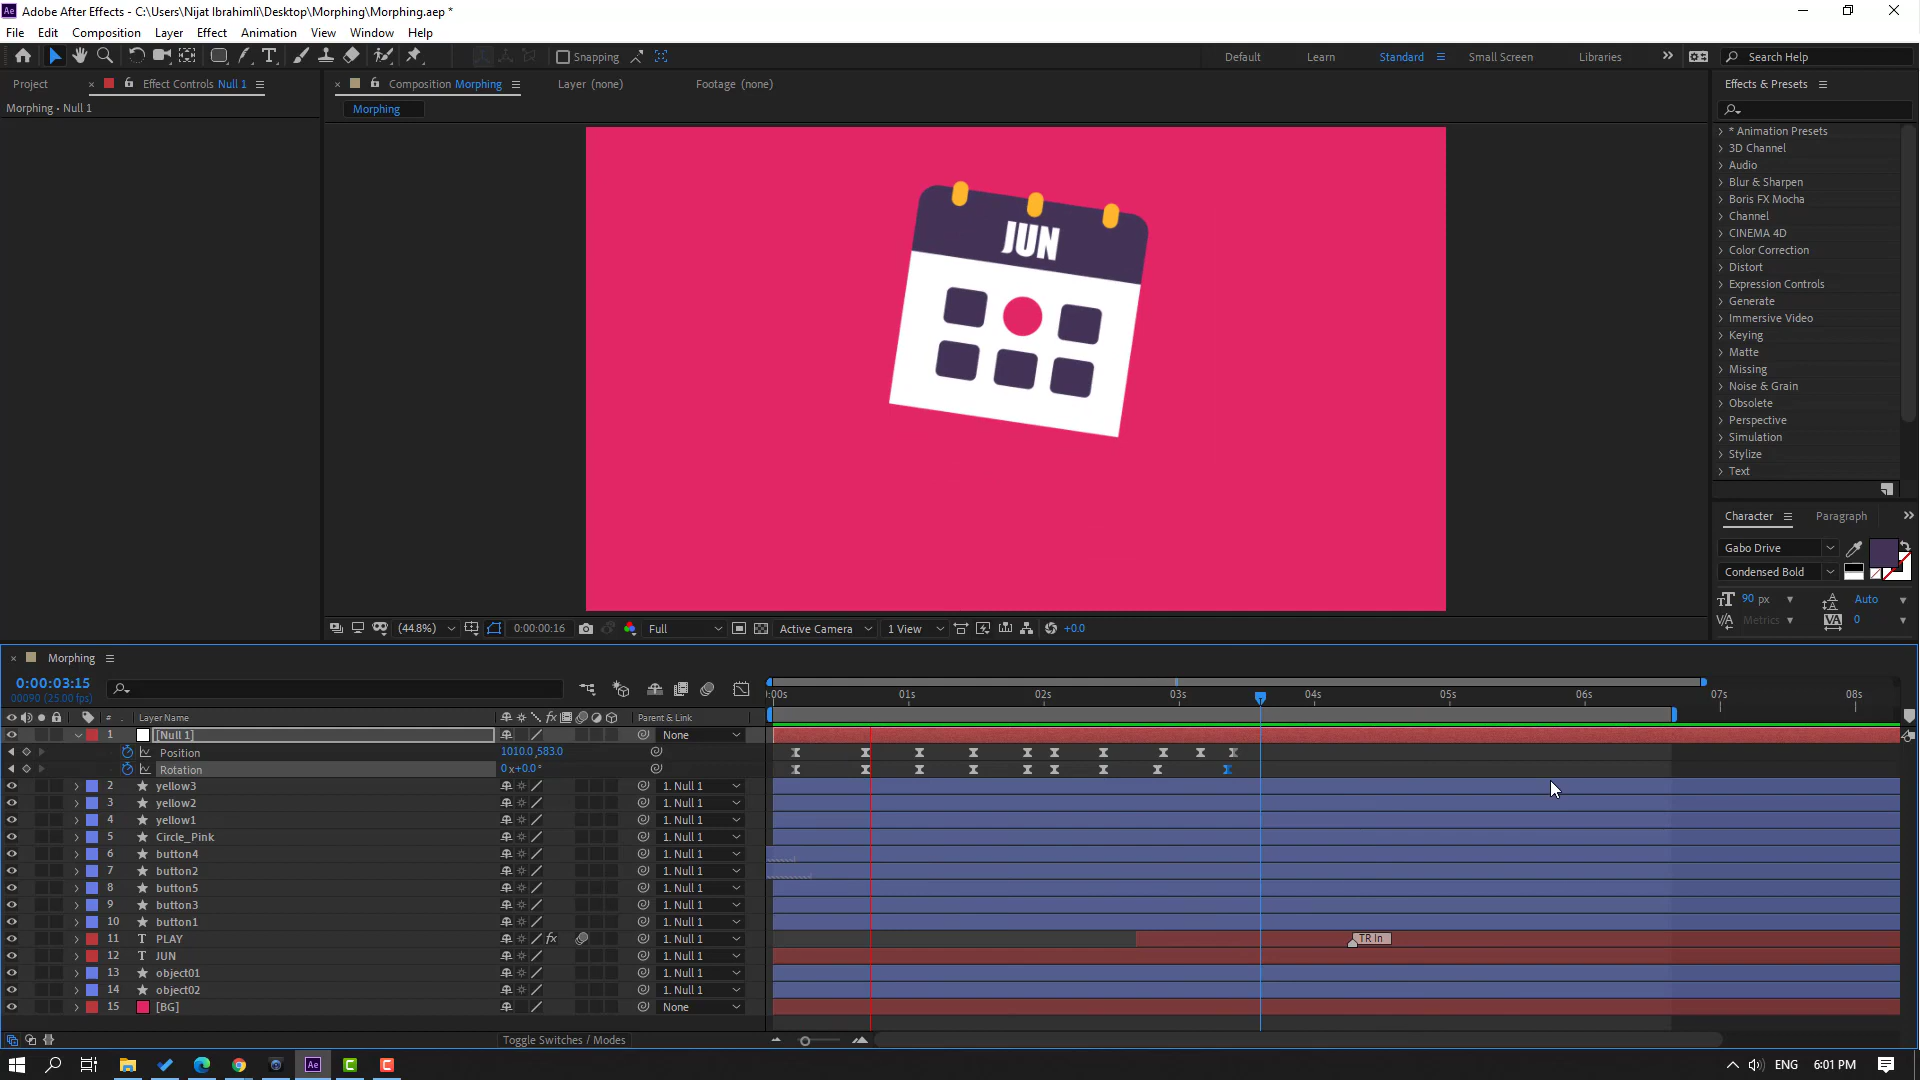 Adobe After Effects - C:\Users\Nijat Ibrahimli\Desktop\Morphing\Morphing.aep *
File Edit Composition Layer Effect Animation View Window Help
Snapping
Default Learn Standard Small Screen Libraries Search Help
Project Effect Controls Null 1
Composition Morphing Layer (none) Footage (none)
Effects & Presets
Morphing • Null 1
Morphing
* Animation Presets
3D Channel
Audio
Blur & Sharpen
Boris FX Mocha
Channel
CINEMA 4D
Color Correction
Distort
Expression Controls
Generate
Immersive Video
Keying
Matte
Missing
Noise & Grain
Obsolete
Perspective
Simulation
Stylize
Text
JUN
Character Paragraph
Gabo Drive
Condensed Bold
90 px Auto
Metrics 0
(44.8%) 0:00:00:16 Full Active Camera 1 View +0.0
Morphing
0:00:03:15
00090 (25.00 fps)
:00s 01s 02s 03s 04s 05s 06s 07s 08s
# Layer Name fx Parent & Link
1 [Null 1] None
Position 1010.0,583.0
Rotation 0x+0.0°
2 yellow3 1. Null 1
3 yellow2 1. Null 1
4 yellow1 1. Null 1
5 Circle_Pink 1. Null 1
6 button4 1. Null 1
7 button2 1. Null 1
8 button5 1. Null 1
9 button3 1. Null 1
10 button1 1. Null 1
11 T PLAY fx 1. Null 1 TR In
12 T JUN 1. Null 1
13 object01 1. Null 1
14 object02 1. Null 1
15 [BG] None
Toggle Switches / Modes
Ae ENG 6:01 PM